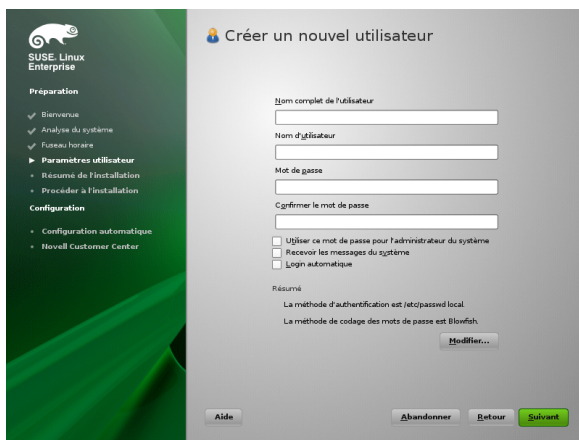 SUSE. Linux
Enterprise
Préparation
Bienvenue
Analyse du système
Fuseau horaire
Paramètres utilisateur
Résumé de l'installation
Procéder à l'installation
Configuration
Configuration automatique
Novell Customer Center
Créer un nouvel utilisateur
Nom complet de l'utilisateur
Nom d'utilisateur
Mot de passe
Confirmer le mot de passe
Utiliser ce mot de passe pour l'administrateur du système
Recevoir les messages du système
Login automatique
Résumé
La méthode d'authentification est /etc/passwd local.
La méthode de codage des mots de passe est Blowfish.
Modifier...
Aide
Abandonner
Retour
Suivant